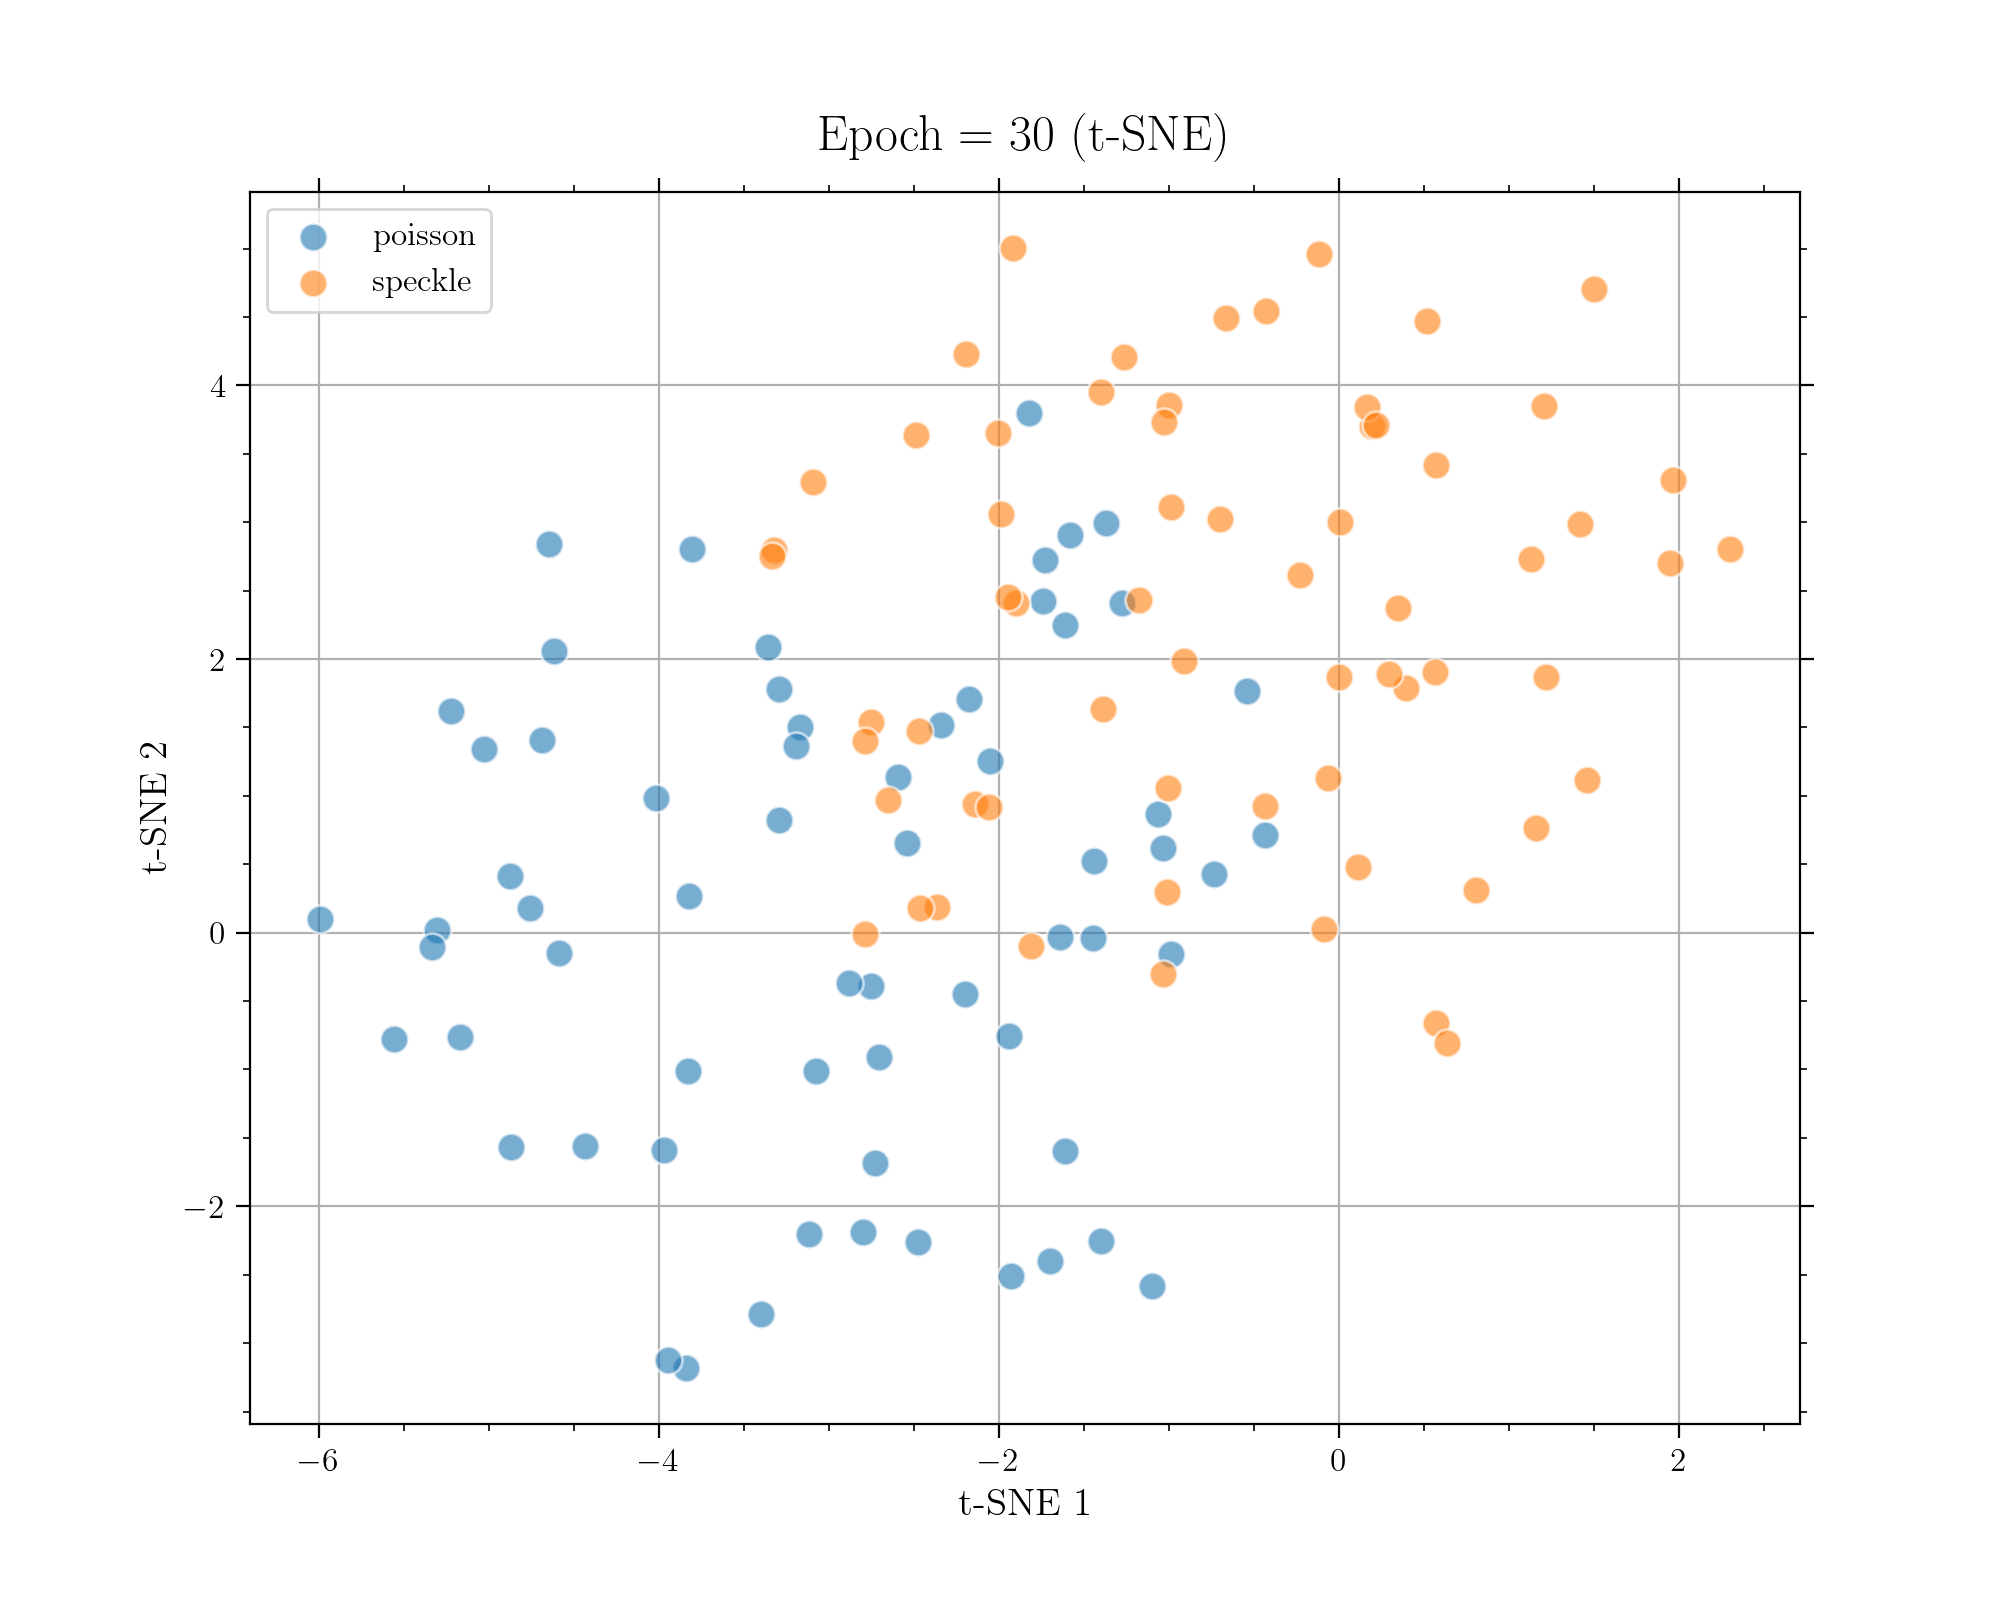 Epoch = 30 (t-SNE)
poisson
speckle
4
2
0
−2
t-SNE 2
−6
−4
−2
0
2
t-SNE 1